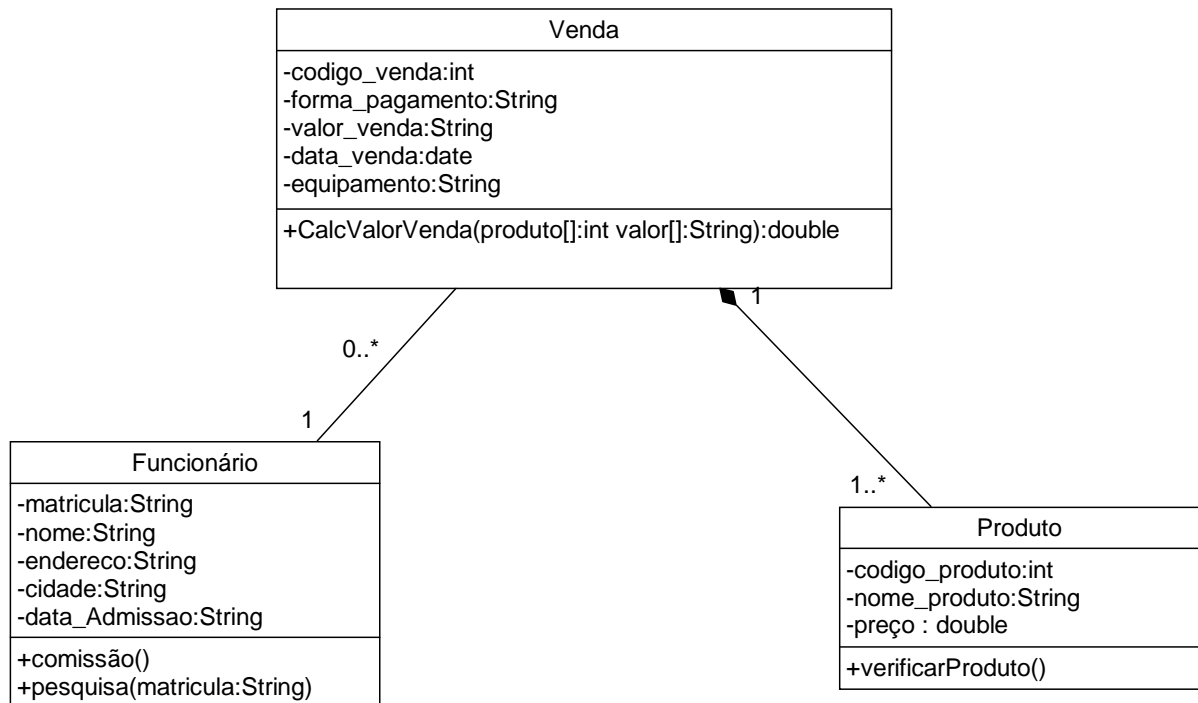 Venda
-codigo_venda:int
-forma_pagamento:String
-valor_venda:String
-data_venda:date
-equipamento:String
+CalcValorVenda(produto[]:int valor[]:String):double
1
0..*
1
1..*
Funcionário
-matricula:String
-nome:String
-endereco:String
-cidade:String
-data_Admissao:String
+comissão()
+pesquisa(matricula:String)
Produto
-codigo_produto:int
-nome_produto:String
-preço : double
+verificarProduto()